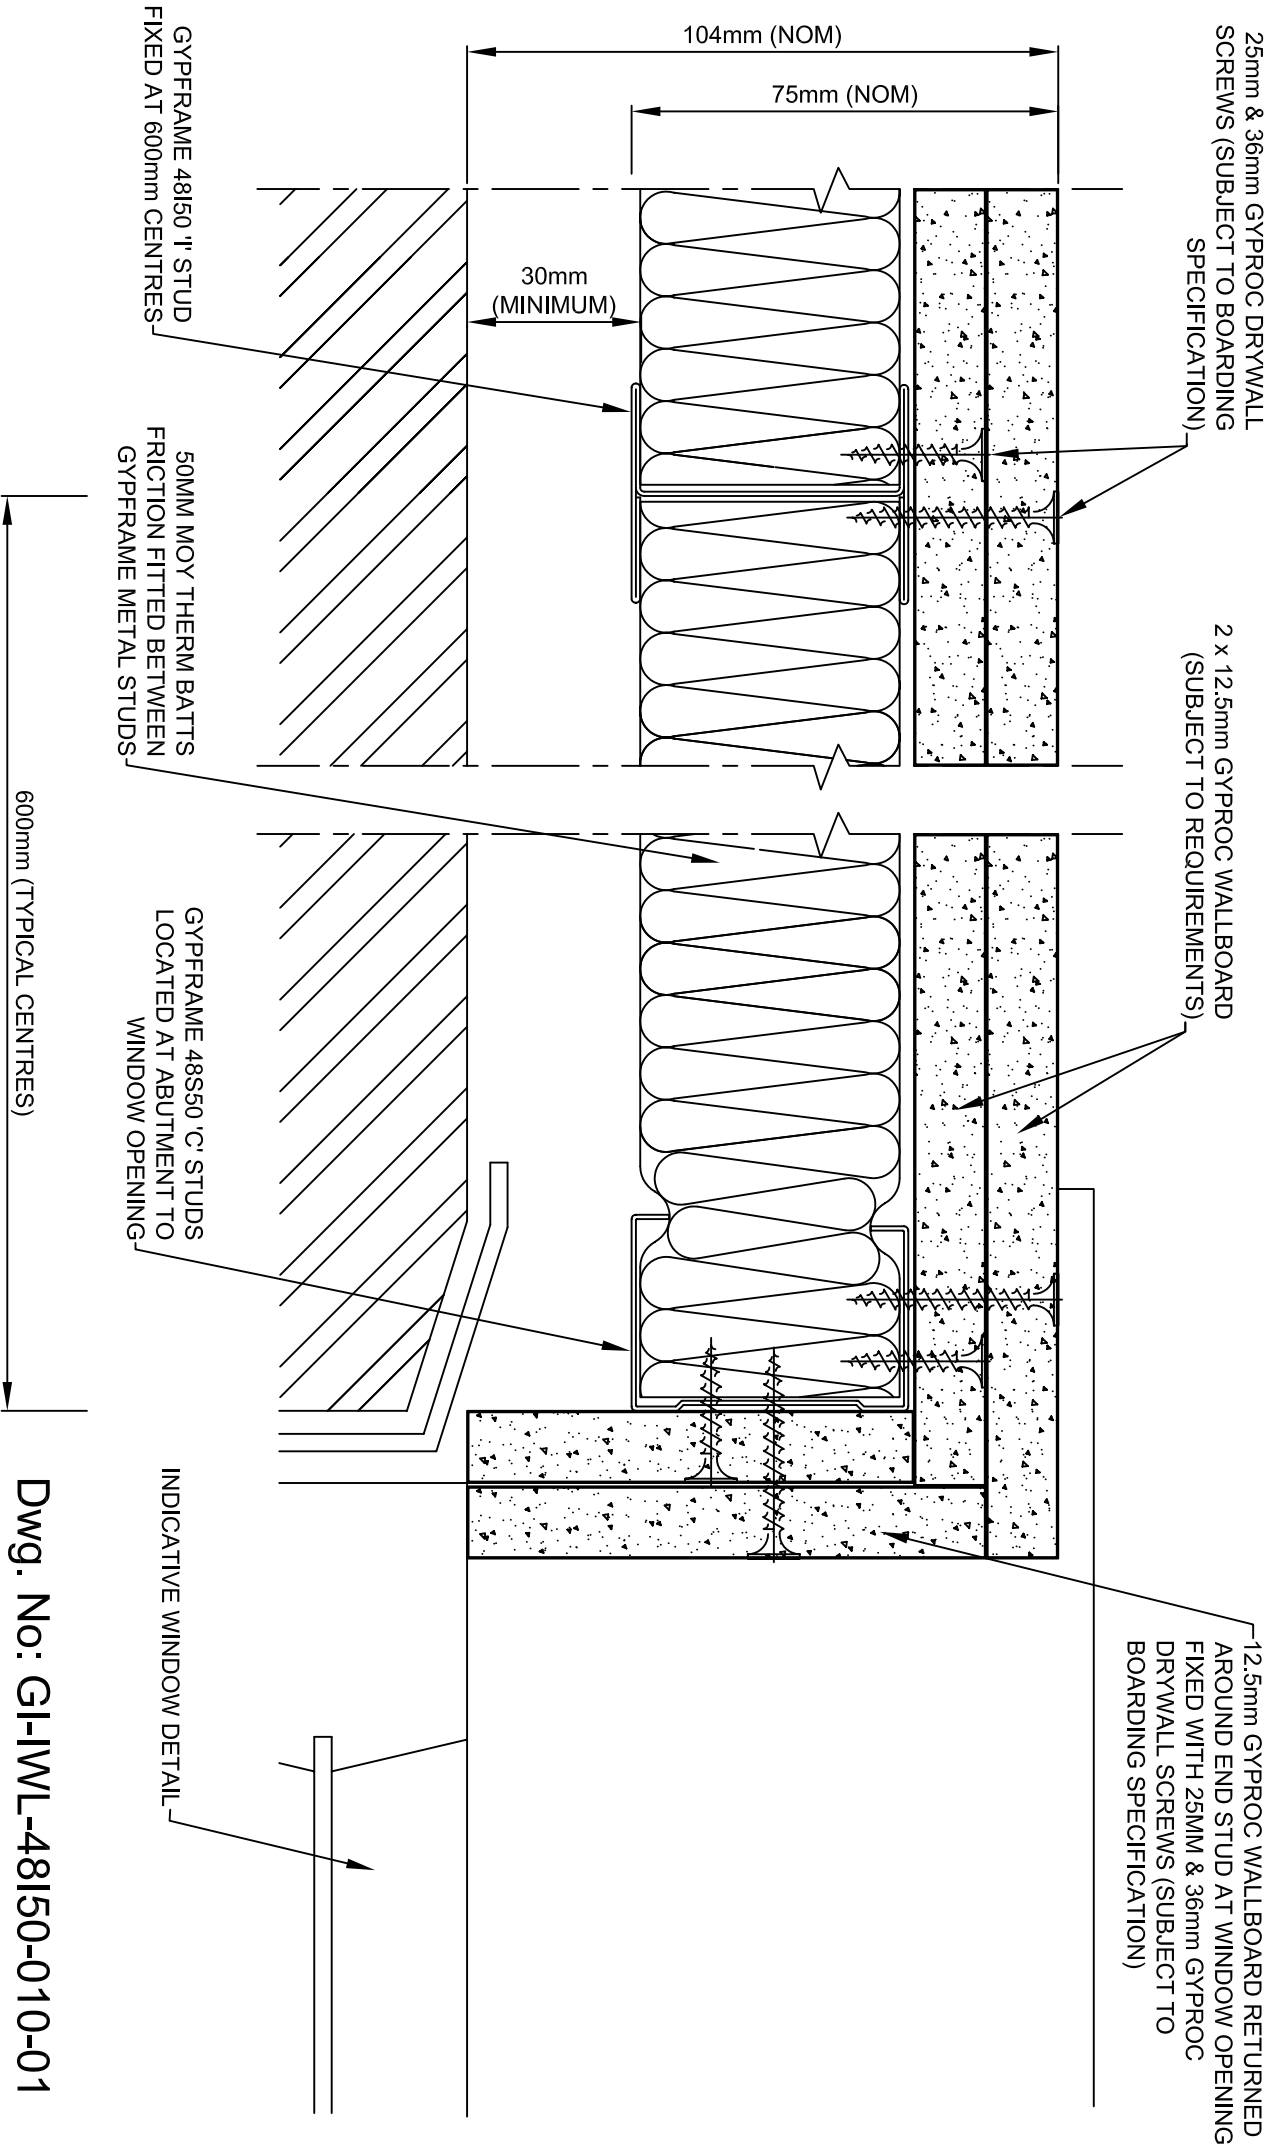 25mm & 36mm GYPROC DRYWALL
SCREWS (SUBJECT TO BOARDING
SPECIFICATION)
2 x 12.5mm GYPROC WALLBOARD
(SUBJECT TO REQUIREMENTS)
12.5mm GYPROC WALLBOARD RETURNED
AROUND END STUD AT WINDOW OPENING
FIXED WITH 25MM & 36mm GYPROC
DRYWALL SCREWS (SUBJECT TO
BOARDING SPECIFICATION)
104mm (NOM)
75mm (NOM)
30mm
(MINIMUM)
GYPFRAME 48I50 'I' STUD
FIXED AT 600mm CENTRES
50MM MOY THERM BATTS
FRICTION FITTED BETWEEN
GYPFRAME METAL STUDS
GYPFRAME 48S50 'C' STUDS
LOCATED AT ABUTMENT TO
WINDOW OPENING
INDICATIVE WINDOW DETAIL
600mm (TYPICAL CENTRES)
Dwg. No: GI-IWL-48I50-010-01